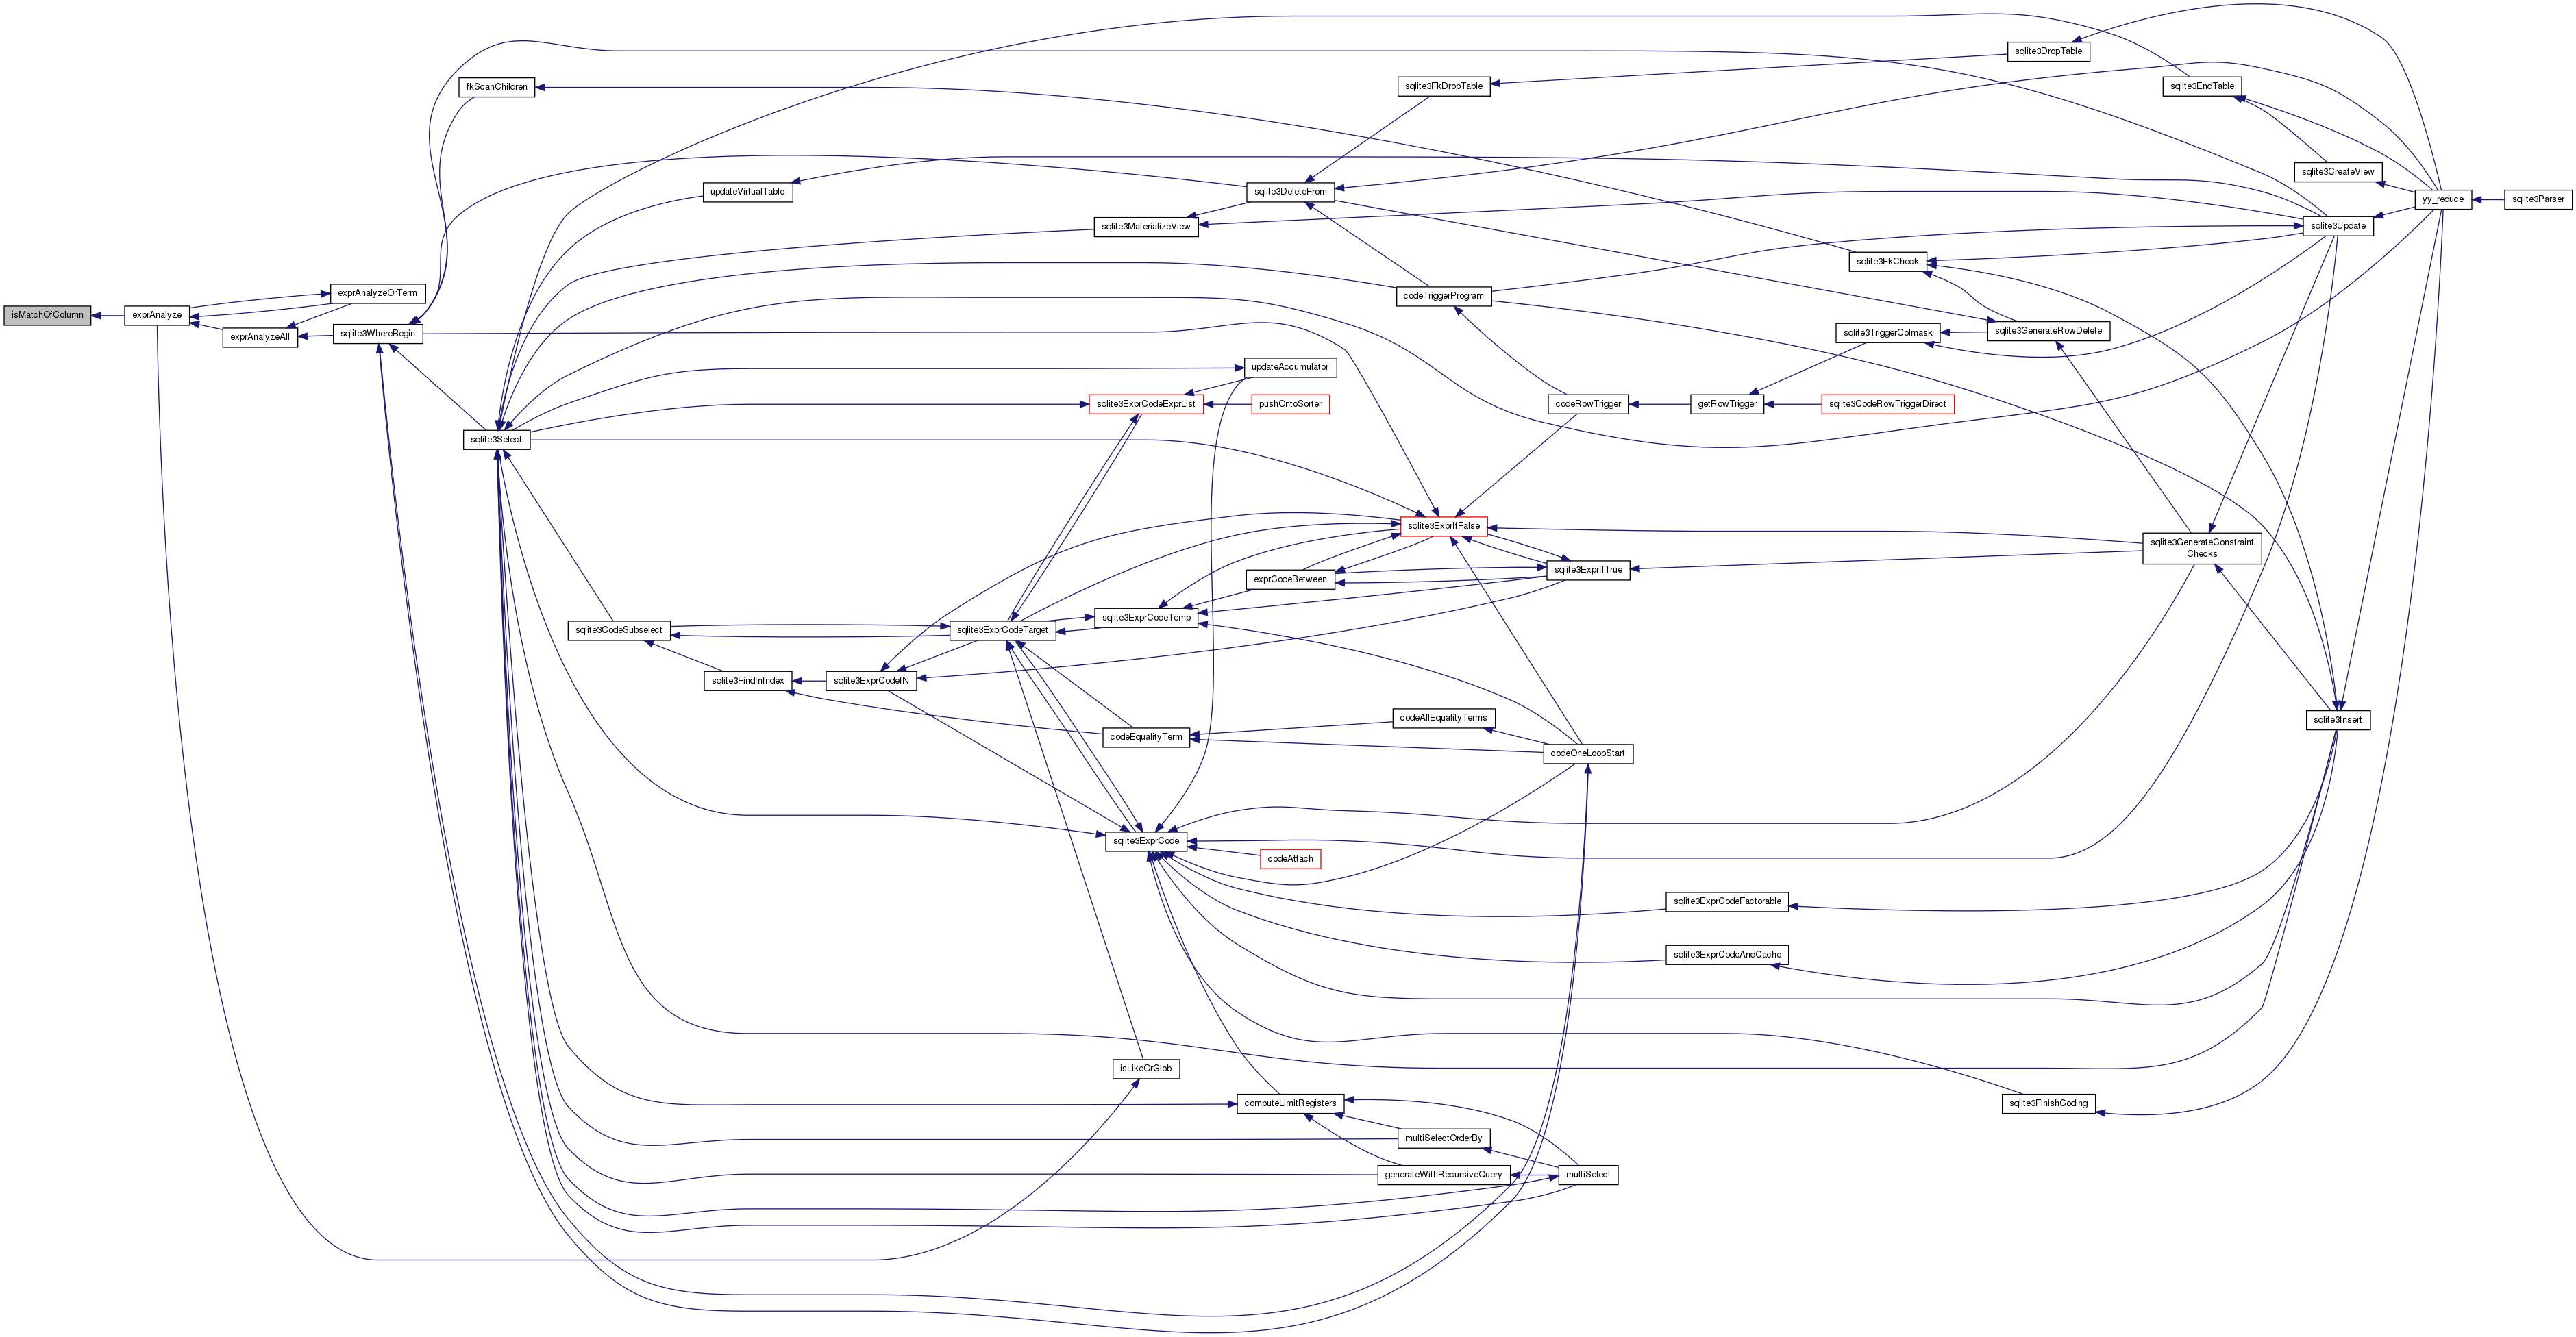 isMatchOfColumn
exprAnalyze
exprAnalyzeOrTerm
exprAnalyzeAll
sqlite3WhereBegin
fkScanChildren
sqlite3Select
sqlite3CodeSubselect
updateVirtualTable
sqlite3FindInIndex
sqlite3ExprCodeIN
codeAllEqualityTerms
sqlite3ExprCodeTarget
sqlite3MaterializeView
sqlite3ExprCodeExprList
sqlite3ExprCodeTemp
codeEqualityTerm
sqlite3ExprCode
isLikeOrGlob
sqlite3DeleteFrom
updateAccumulator
pushOntoSorter
exprCodeBetween
codeAttach
computeLimitRegisters
sqlite3FkDropTable
codeTriggerProgram
sqlite3ExprIfFalse
multiSelectOrderBy
generateWithRecursiveQuery
codeRowTrigger
sqlite3ExprIfTrue
codeOneLoopStart
multiSelect
getRowTrigger
sqlite3ExprCodeFactorable
sqlite3ExprCodeAndCache
sqlite3FkCheck
sqlite3TriggerColmask
sqlite3CodeRowTriggerDirect
sqlite3DropTable
sqlite3GenerateRowDelete
sqlite3FinishCoding
sqlite3EndTable
sqlite3GenerateConstraint
Checks
sqlite3CreateView
sqlite3Update
sqlite3Insert
yy_reduce
sqlite3Parser